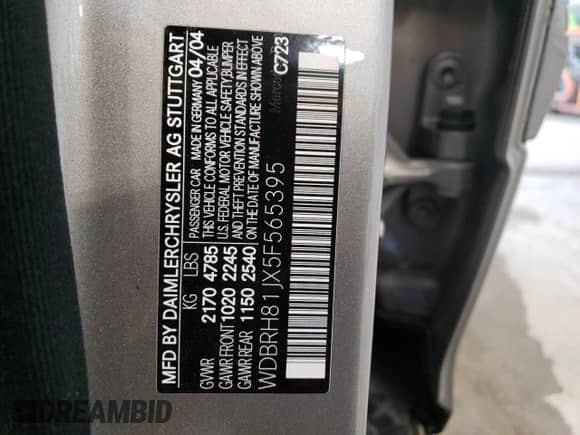 MFD BY DAIMLERCHRYSLER AG STUTTGART
PASSENGER CAR MADE IN GERMANY 04/04
THIS VEHICLE CONFORMS TO ALL APPLICABLE
U.S. FEDERAL MOTOR VEHICLE SAFETY, BUMPER
AND THEFT PREVENTION STANDARDS IN EFFECT
ON THE DATE OF MANUFACTURE SHOWN ABOVE
KG LBS
GVWR 2170 4785
GAWR FRONT 1020 2245
GAWR REAR 1150 2540
WDBRH81JX5F565395
C723
DREAMBID